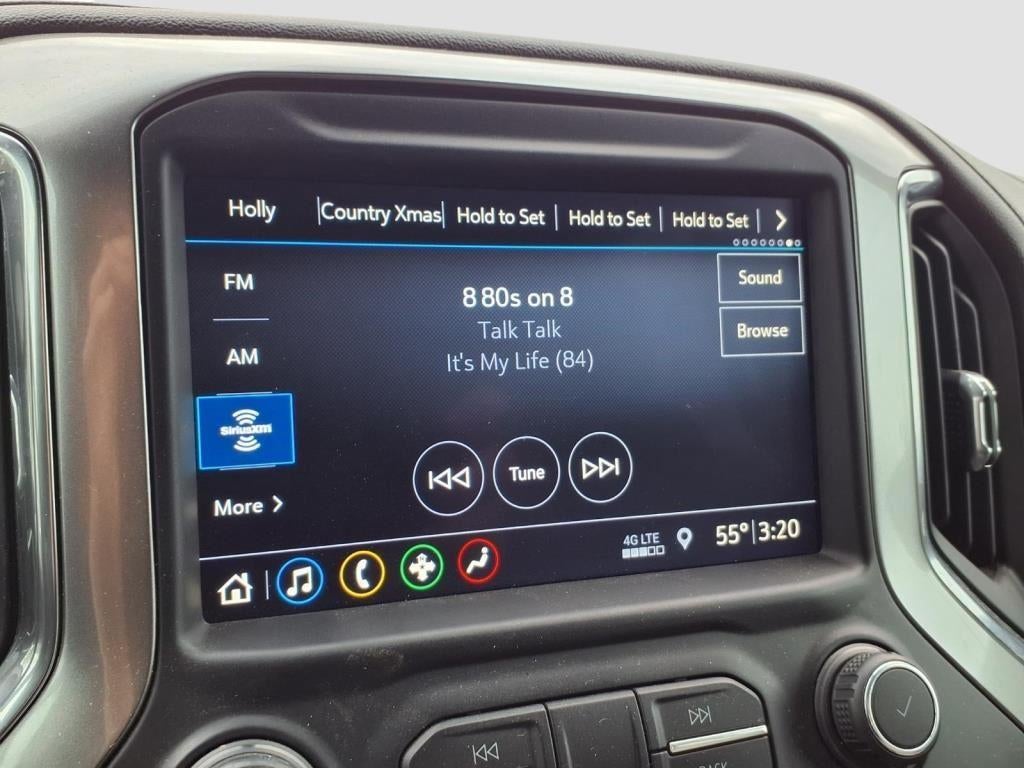 Holly | Country Xmas | Hold to Set | Hold to Set | Hold to Set |
FM
8 80s on 8
Sound
Talk Talk
Browse
AM
It's My Life (84)
SiriusXM
Tune
More
4G LTE
55° | 3:20
BACK